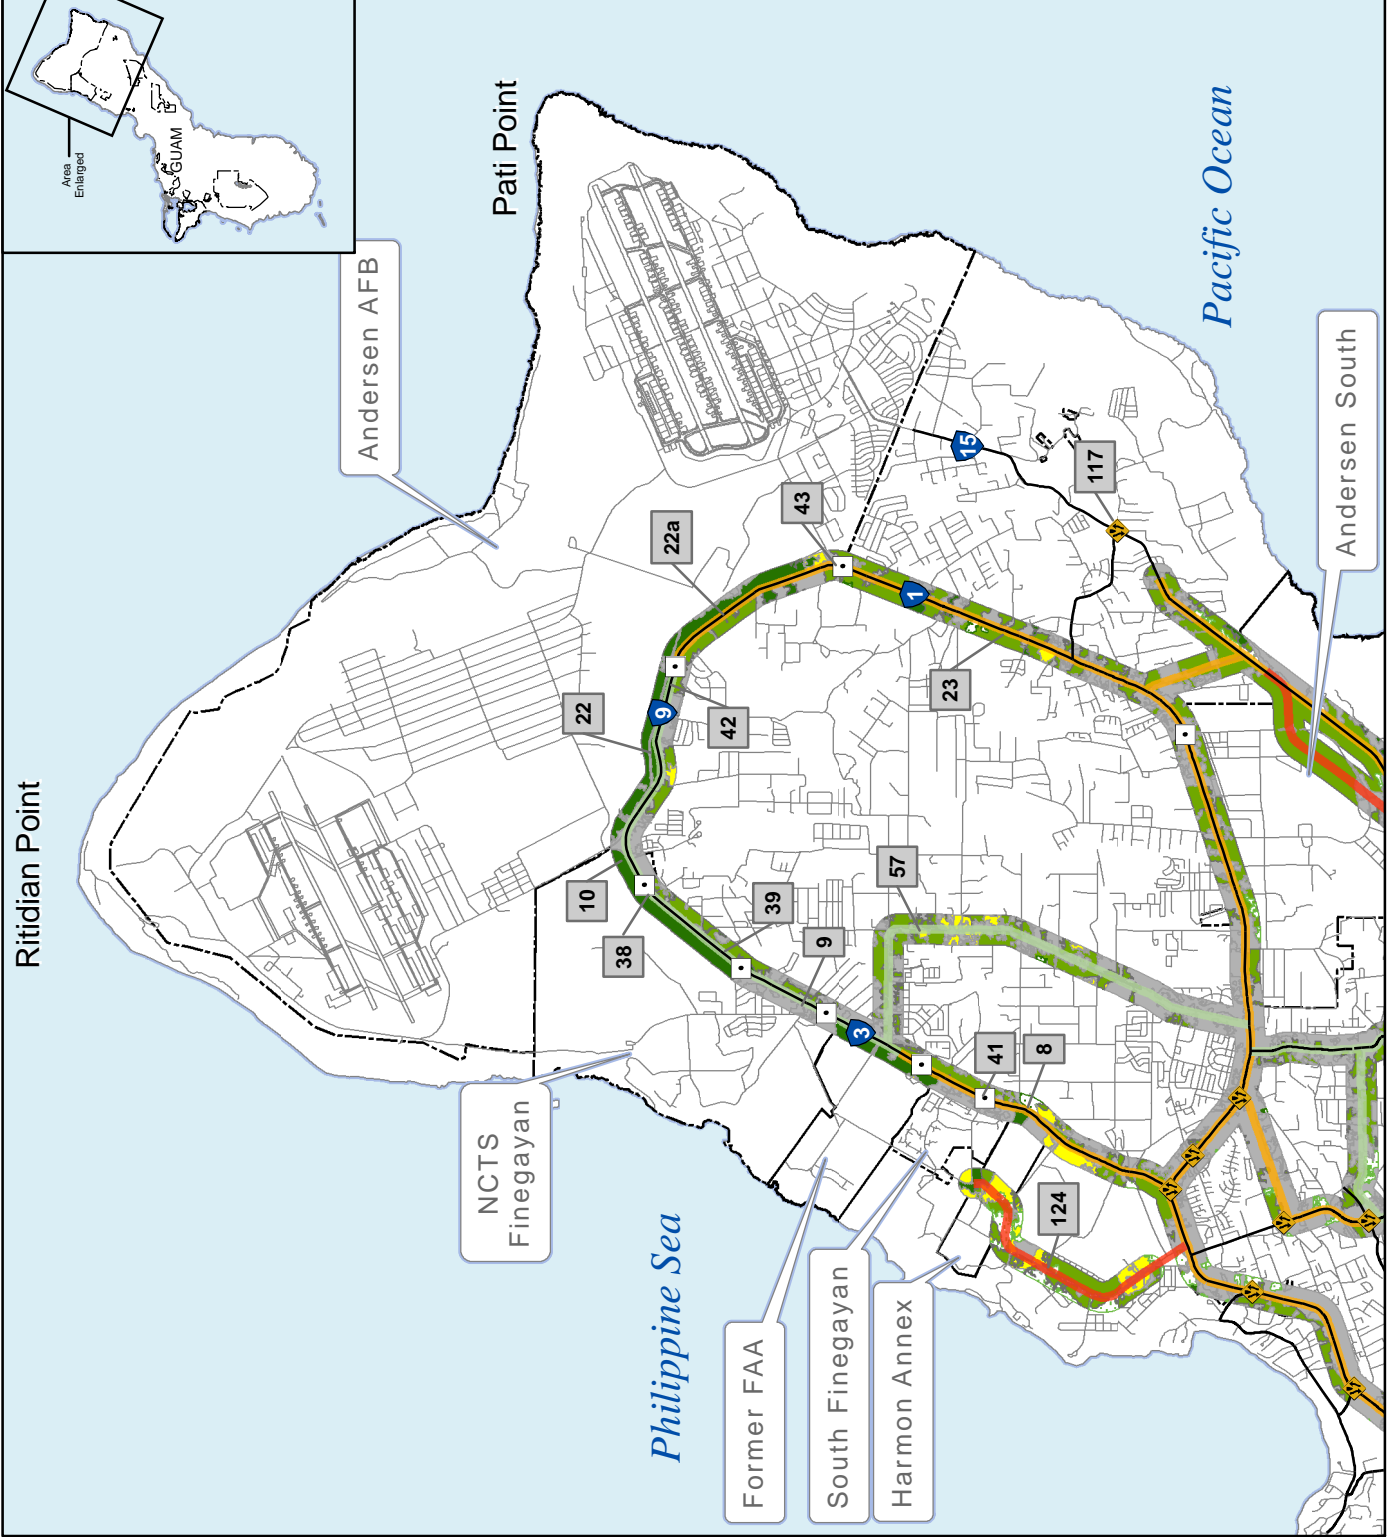 Ritidian Point
Pati Point
Area
Enlarged
GUAM
Andersen AFB
Pacific Ocean
Andersen South
NCTS
Finegayan
Philippine Sea
Former FAA
South Finegayan
Harmon Annex
15
117
43
22a
1
22
9
42
23
10
38
39
57
9
3
41
8
124